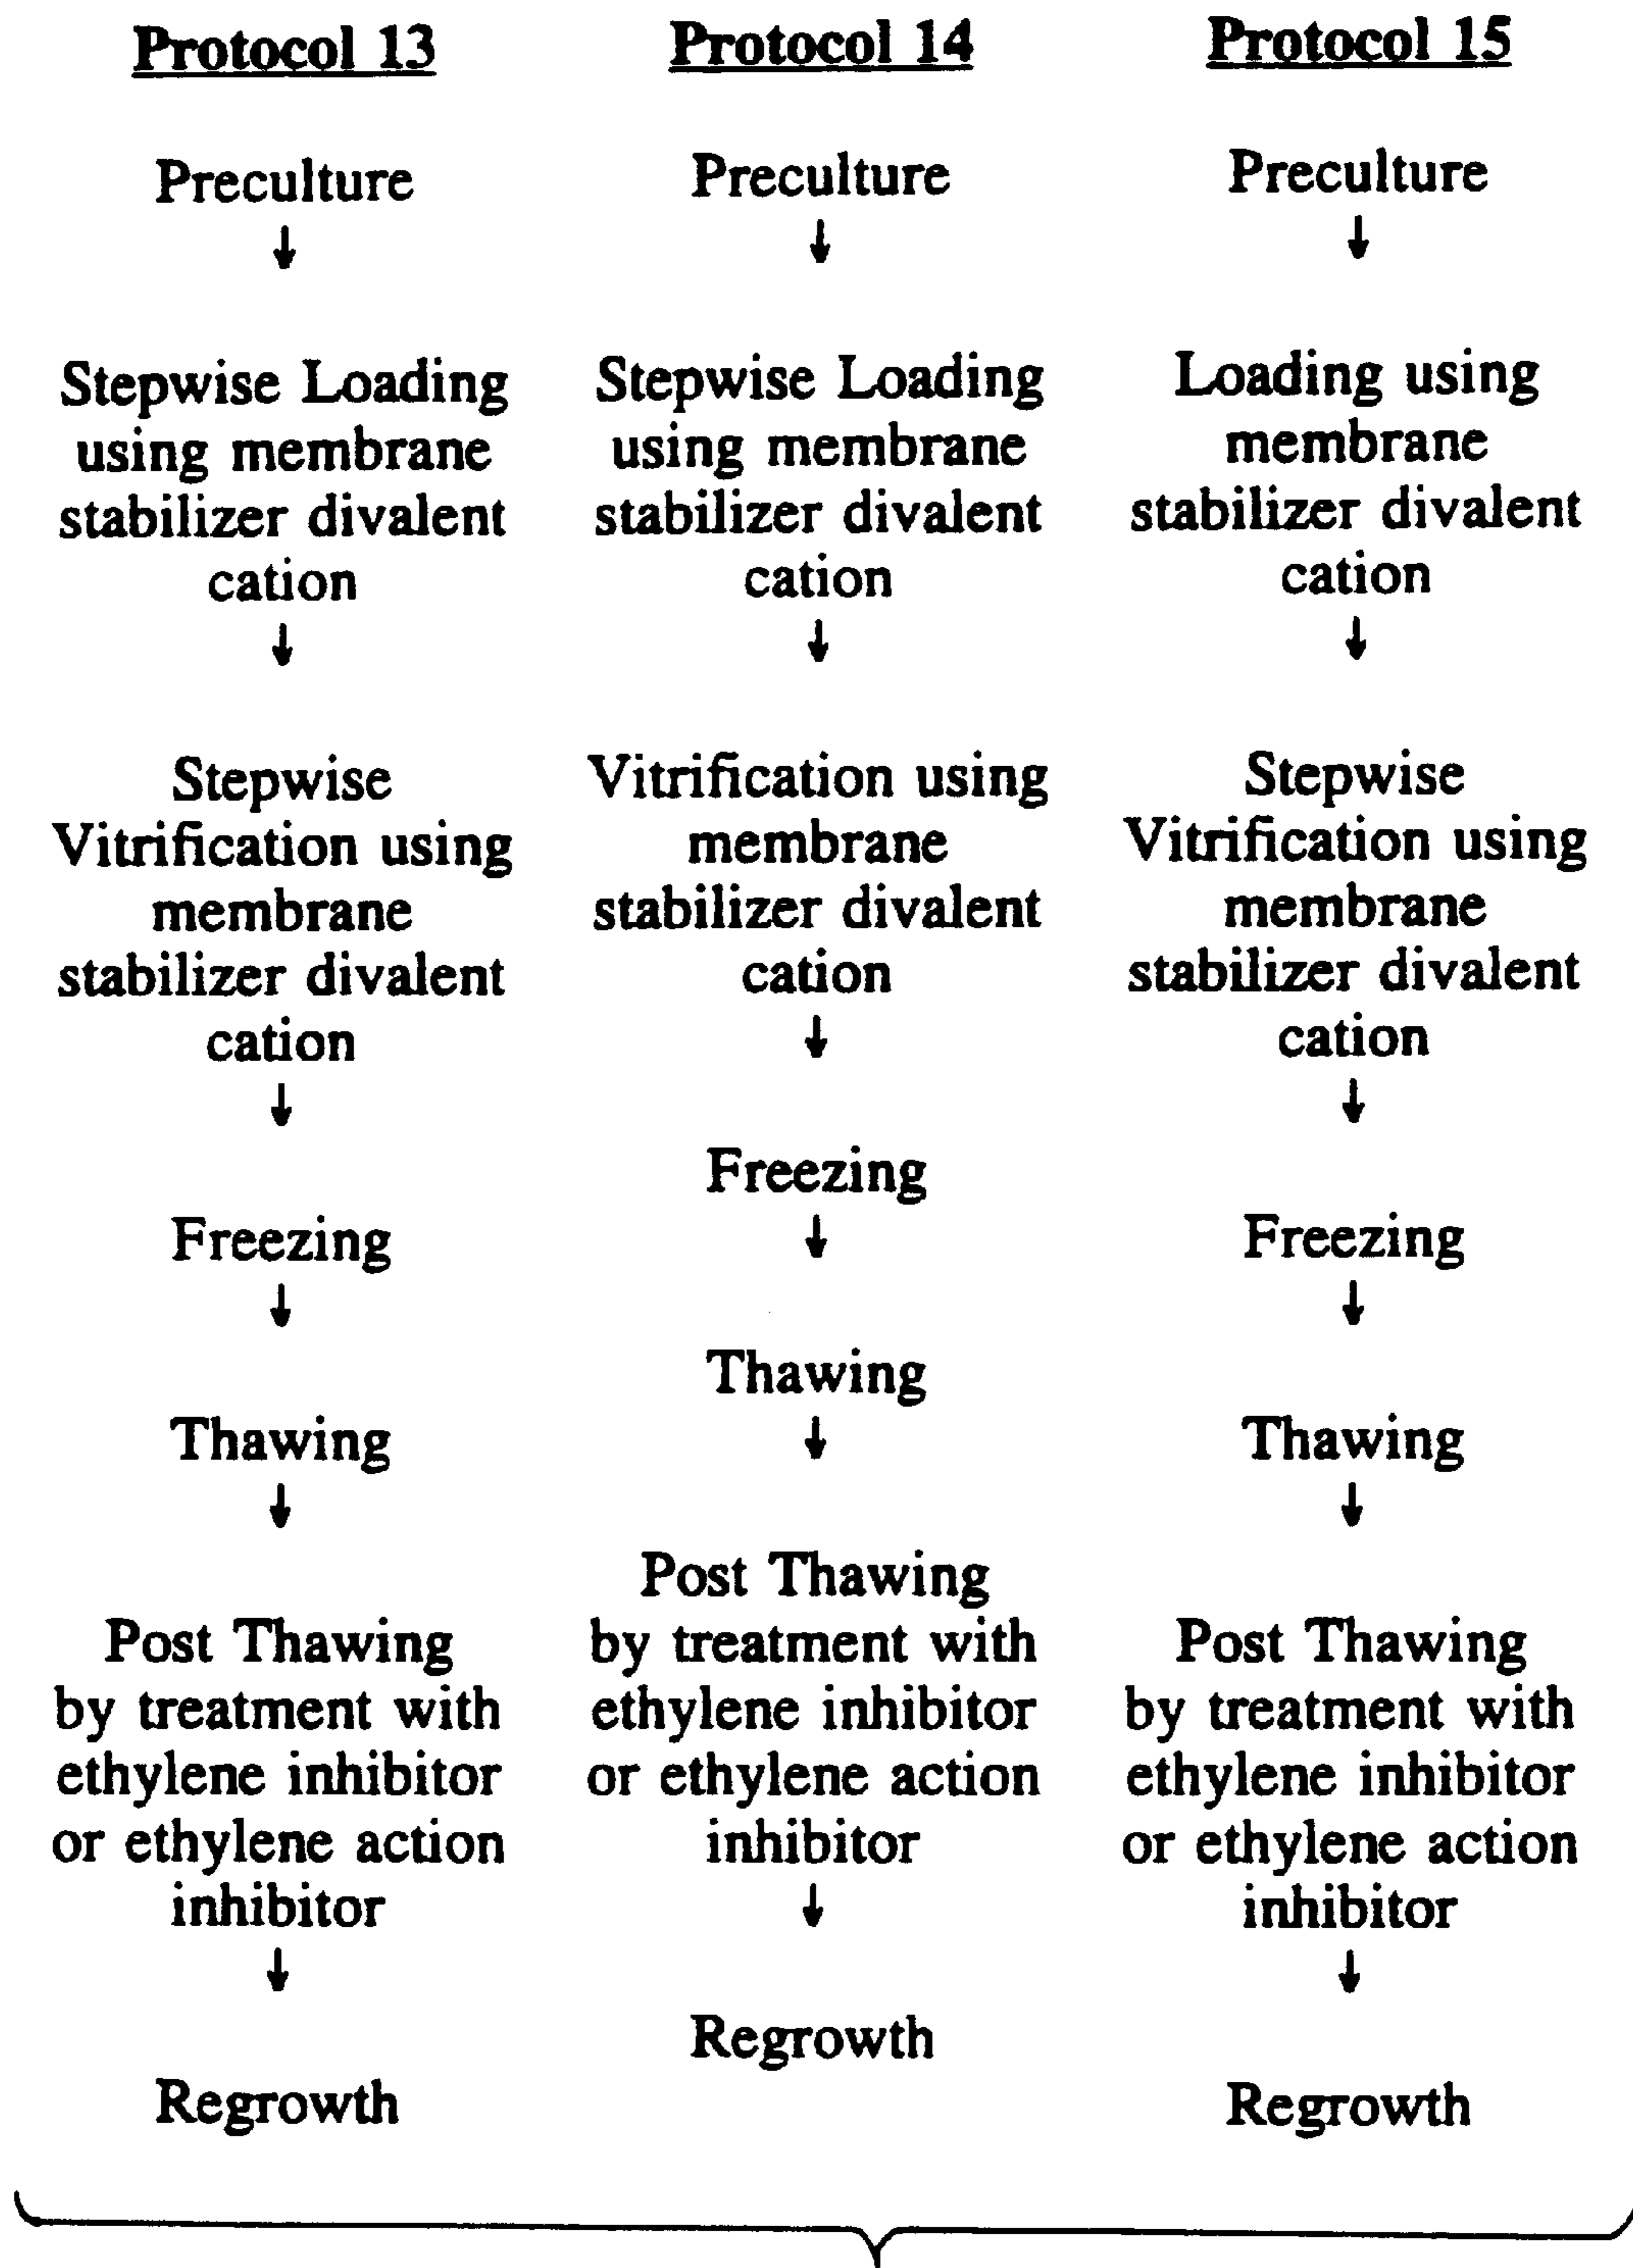 Protocol 13
Preculture
↓
Stepwise Loading
using membrane
stabilizer divalent
cation
↓
Stepwise
Vitrification using
membrane
stabilizer divalent
cation
↓
Freezing
↓
Thawing
↓
Post Thawing
by treatment with
ethylene inhibitor
or ethylene action
inhibitor
↓
Regrowth
Protocol 14
Preculture
↓
Stepwise Loading
using membrane
stabilizer divalent
cation
↓
Vitrification using
membrane
stabilizer divalent
cation
↓
Freezing
↓
Thawing
↓
Post Thawing
by treatment with
ethylene inhibitor
or ethylene action
inhibitor
↓
Regrowth
Protocol 15
Preculture
↓
Loading using
membrane
stabilizer divalent
cation
↓
Stepwise
Vitrification using
membrane
stabilizer divalent
cation
↓
Freezing
↓
Thawing
↓
Post Thawing
by treatment with
ethylene inhibitor
or ethylene action
inhibitor
↓
Regrowth